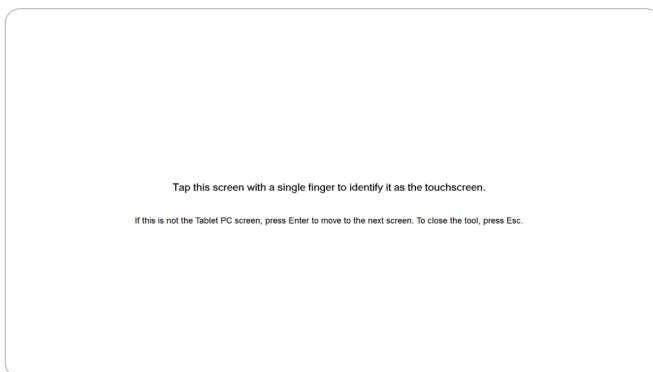 Tap this screen with a single finger to identify it as the touchscreen.
If this is not the Tablet PC screen, press Enter to move to the next screen. To close the tool, press Esc.